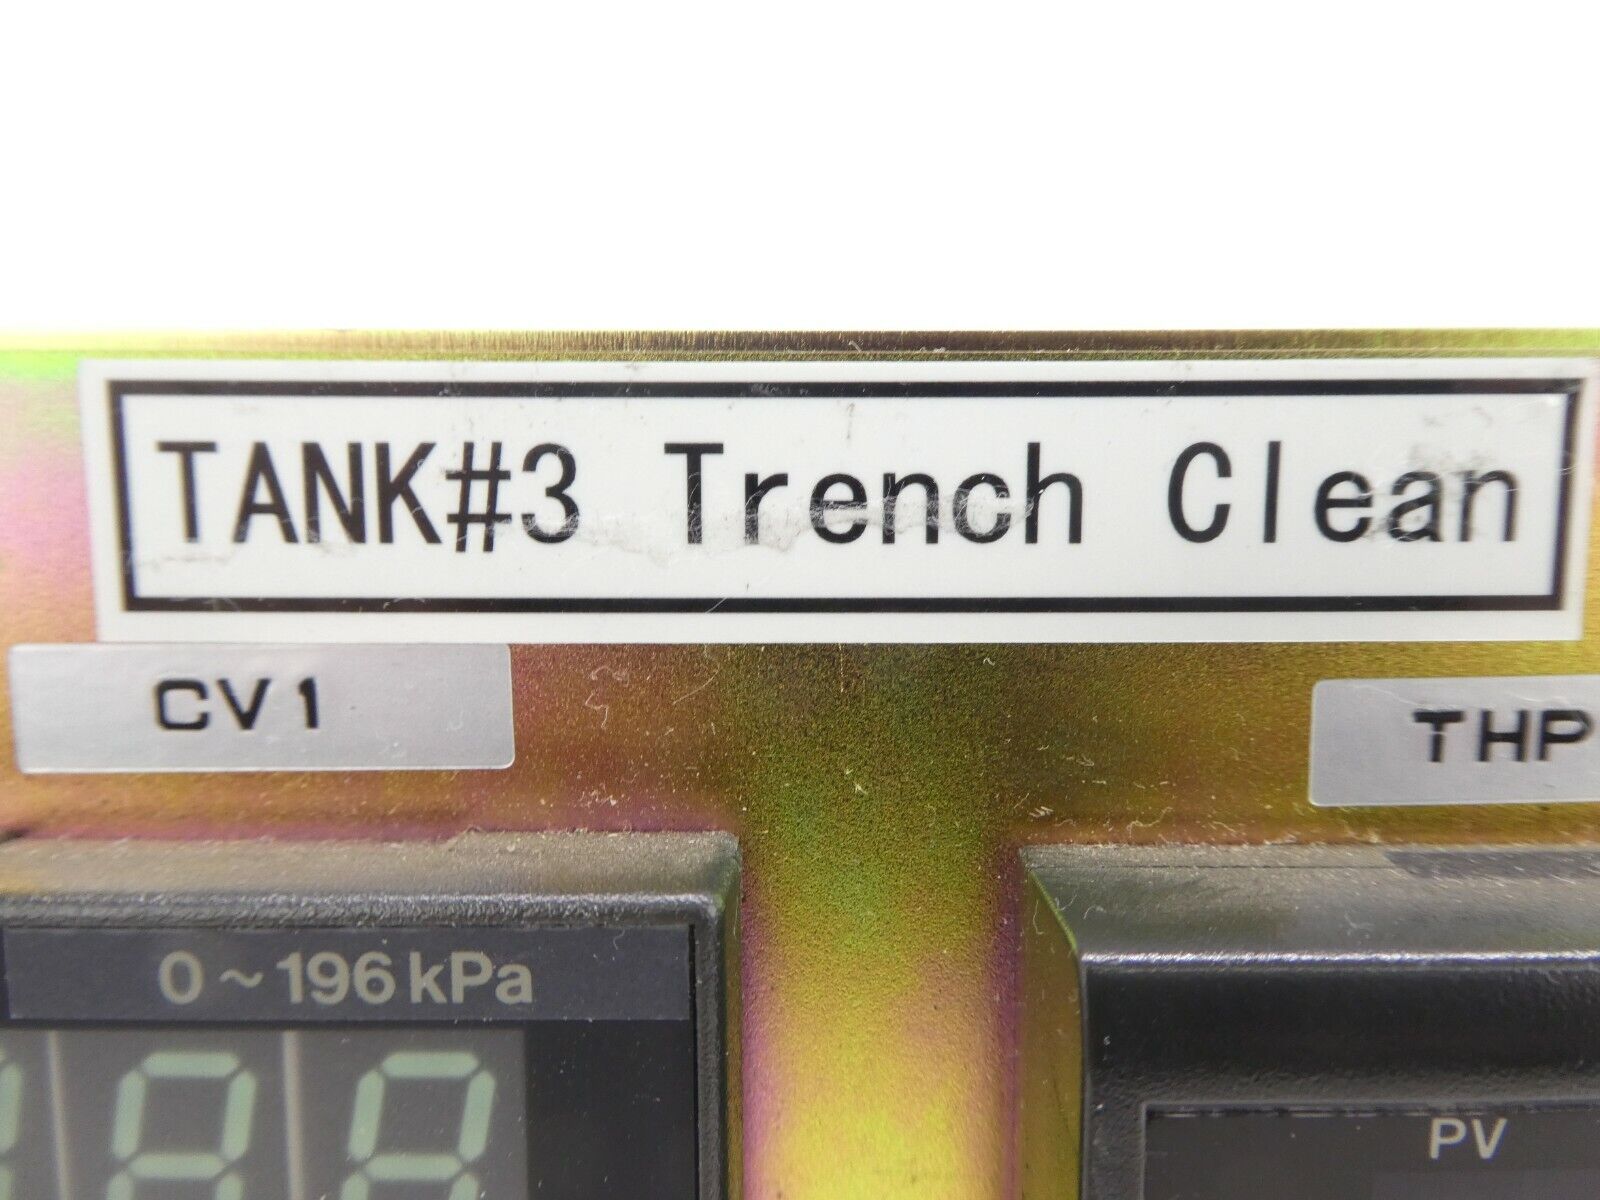 TANK#3 Trench Clean
CV1
THP
0~196kPa
PV